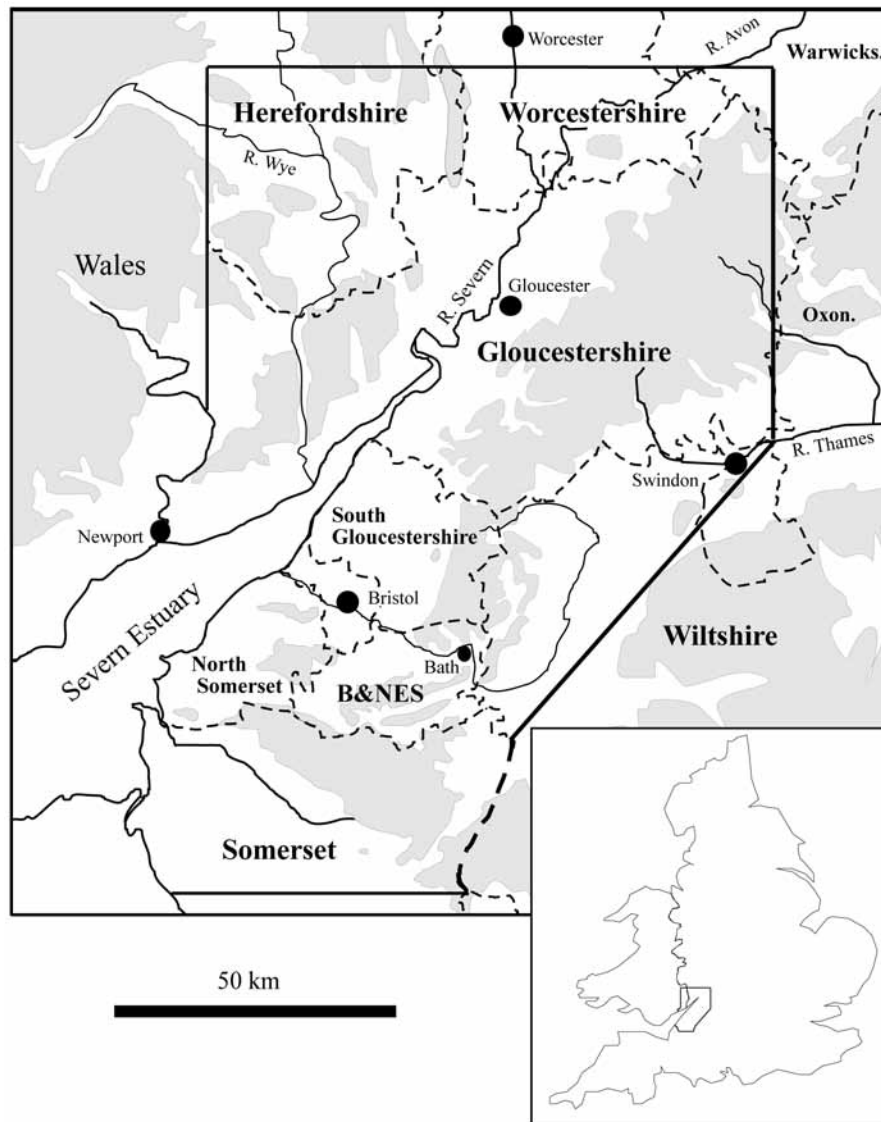 Worcester
R. Avon
Warwicks.
Herefordshire
Worcestershire
R. Wye
Wales
R. Severn
Gloucester
Oxon.
Gloucestershire
R. Thames
Swindon
South
Gloucestershire
Newport
Bristol
Severn Estuary
Wiltshire
Bath
North
Somerset
B&NES
Somerset
50 km